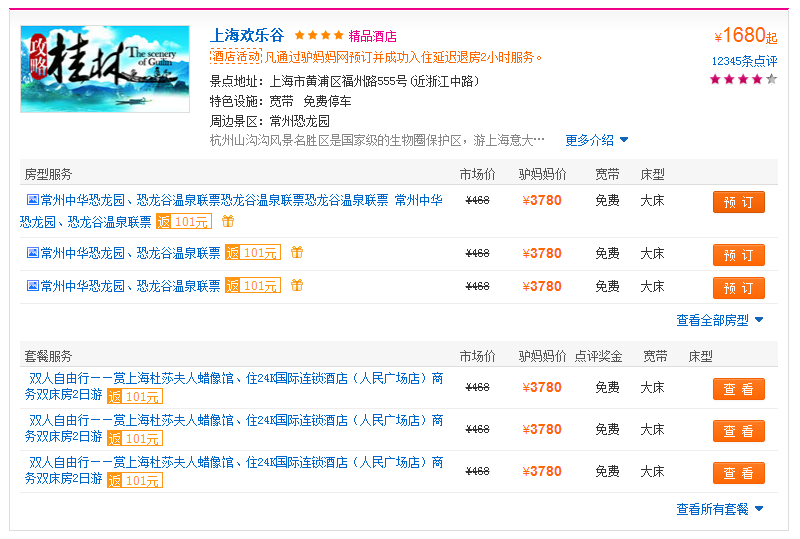 攻略
桂林
The scenery
of Guilin
上海欢乐谷 精品酒店
¥1680起
酒店活动 凡通过驴妈妈网预订并成功入住延迟退房2小时服务。
12345条点评
景点地址：上海市黄浦区福州路555号(近浙江中路)
特色设施：宽带 免费停车
周边景区：常州恐龙园
杭州山沟沟风景名胜区是国家级的生物圈保护区，游上海意大… 更多介绍
房型服务 市场价 驴妈妈价 宽带 床型
常州中华恐龙园、恐龙谷温泉联票恐龙谷温泉联票恐龙谷温泉联票 常州中华
恐龙园、恐龙谷温泉联票 返 101元
¥468 ¥3780 免费 大床 预 订
常州中华恐龙园、恐龙谷温泉联票 返 101元 ¥468 ¥3780 免费 大床 预 订
常州中华恐龙园、恐龙谷温泉联票 返 101元 ¥468 ¥3780 免费 大床 预 订
查看全部房型
套餐服务 市场价 驴妈妈价 点评奖金 宽带 床型
双人自由行——赏上海杜莎夫人蜡像馆、住24K国际连锁酒店（人民广场店）商
务双床房2日游 返 101元
¥468 ¥3780 免费 大床 查 看
双人自由行——赏上海杜莎夫人蜡像馆、住24K国际连锁酒店（人民广场店）商
务双床房2日游 返 101元
¥468 ¥3780 免费 大床 查 看
双人自由行——赏上海杜莎夫人蜡像馆、住24K国际连锁酒店（人民广场店）商
务双床房2日游 返 101元
¥468 ¥3780 免费 大床 查 看
查看所有套餐